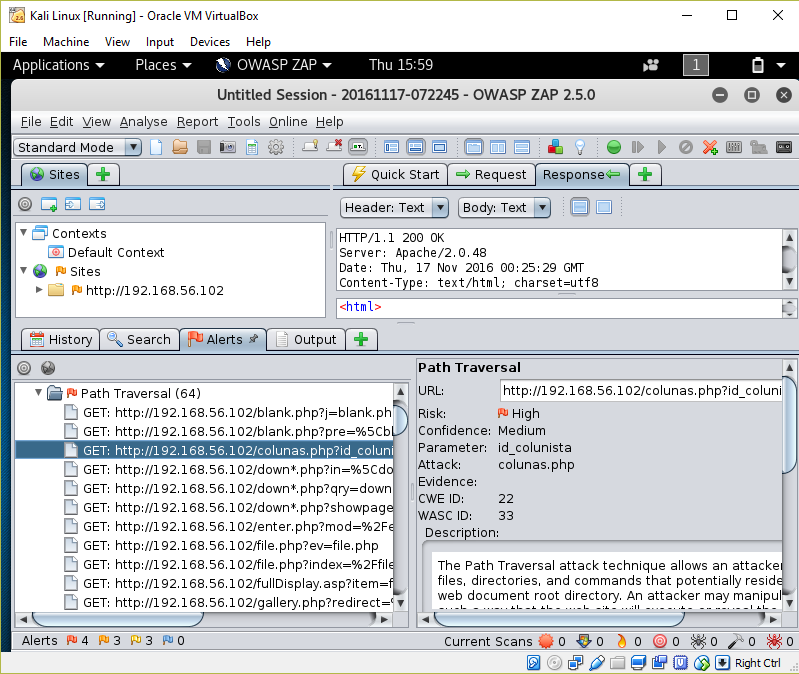 Kali Linux [Running] - Oracle VM VirtualBox
File Machine View Input Devices Help
Applications Places OWASP ZAP Thu 15:59 1
Untitled Session - 20161117-072245 - OWASP ZAP 2.5.0
File Edit View Analyse Report Tools Online Help
Standard Mode
Sites
Quick Start Request Response
Header: Text Body: Text
Contexts
Default Context
Sites
http://192.168.56.102
HTTP/1.1 200 OK
Server: Apache/2.0.48
Date: Thu, 17 Nov 2016 00:25:29 GMT
Content-Type: text/html; charset=utf8
<html>
History Search Alerts Output
Path Traversal (64)
GET: http://192.168.56.102/blank.php?j=blank.ph
GET: http://192.168.56.102/blank.php?pre=%5Cbl
GET: http://192.168.56.102/colunas.php?id_coluni
GET: http://192.168.56.102/down*.php?in=%5Cdo
GET: http://192.168.56.102/down*.php?qry=down
GET: http://192.168.56.102/down*.php?showpage
GET: http://192.168.56.102/enter.php?mod=%2Fe
GET: http://192.168.56.102/file.php?ev=file.php
GET: http://192.168.56.102/file.php?index=%2Ffile
GET: http://192.168.56.102/fullDisplay.asp?item=f
GET: http://192.168.56.102/gallery.php?redirect=%
Path Traversal
URL: http://192.168.56.102/colunas.php?id_coluni
Risk: High
Confidence: Medium
Parameter: id_colunista
Attack: colunas.php
Evidence:
CWE ID: 22
WASC ID: 33
Description:
The Path Traversal attack technique allows an attacker
files, directories, and commands that potentially reside
web document root directory. An attacker may manipul
such a way that the web site will execute or reveal the
Alerts 4 3 3 0 Current Scans 0 0 0 0 0 0 0
Right Ctrl